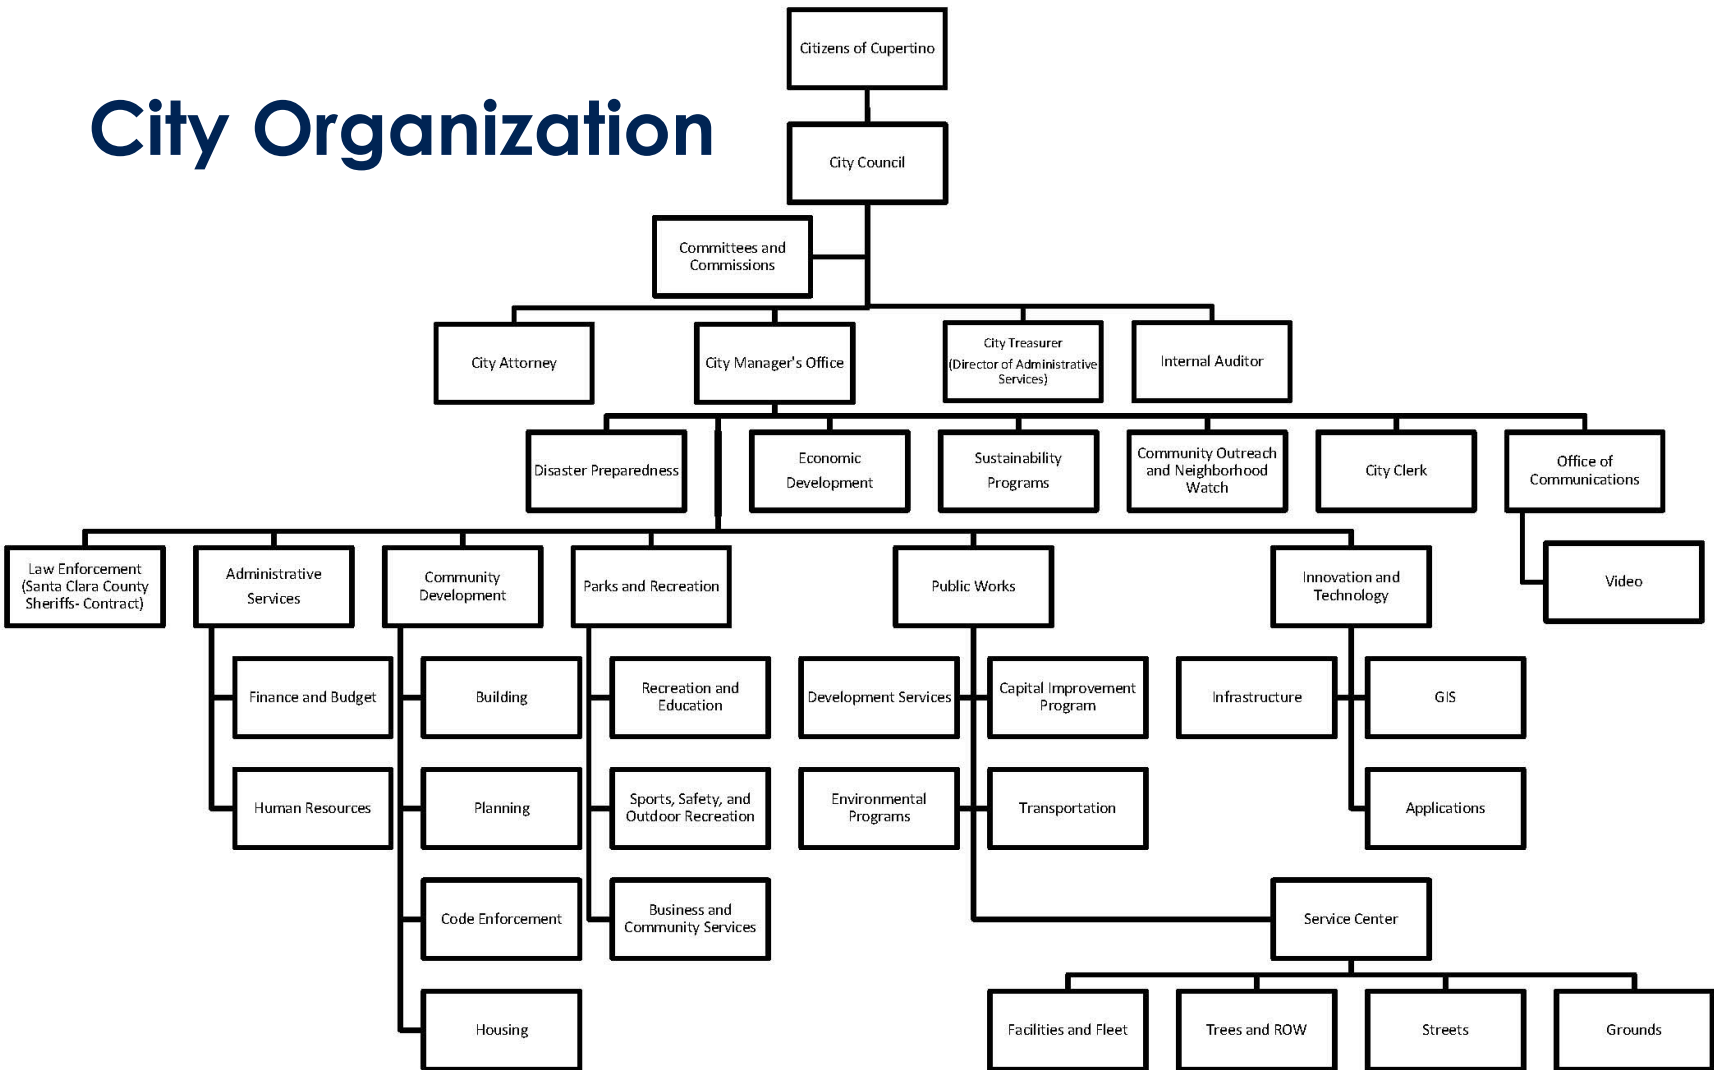 Citizens of Cupertino
City Organization
City Council
Committees and
Commissions
City Attorney
City Manager's Office
City Treasurer
(Director of Administrative
Services)
Internal Auditor
Disaster Preparedness
Economic
Development
Sustainability
Programs
Community Outreach
and Neighborhood
Watch
City Clerk
Office of
Communications
Law Enforcement
(Santa Clara County
Sheriffs- Contract)
Administrative
Services
Community
Development
Parks and Recreation
Public Works
Innovation and
Technology
Video
Finance and Budget
Building
Recreation and
Education
Development Services
Capital Improvement
Program
Infrastructure
GIS
Human Resources
Planning
Sports, Safety, and
Outdoor Recreation
Environmental
Programs
Transportation
Applications
Code Enforcement
Business and
Community Services
Service Center
Housing
Facilities and Fleet
Trees and ROW
Streets
Grounds